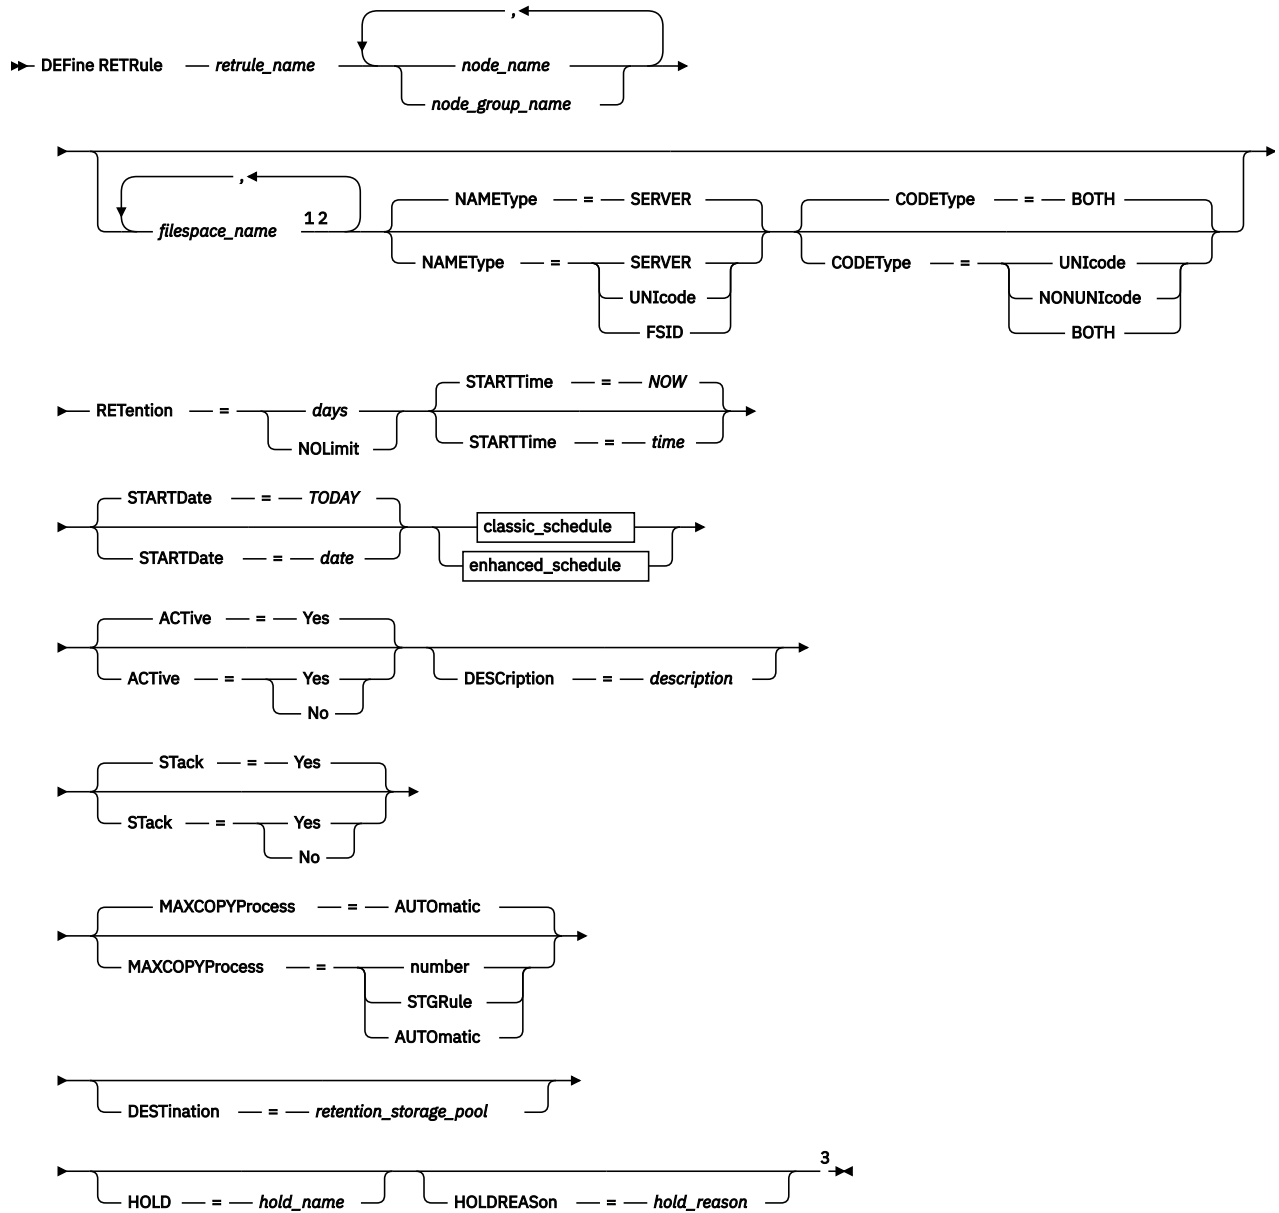 ,
DEFine RETRule retrule_name node_name
node_group_name
,
NAMEType = SERVER CODEType = BOTH
filespace_name 1 2
NAMEType = SERVER CODEType = UNIcode
UNIcode NONUNIcode
FSID BOTH
STARTTime = NOW
RETention = days
NOLimit STARTTime = time
STARTDate = TODAY
classic_schedule
STARTDate = date
enhanced_schedule
ACTive = Yes
ACTive = Yes DESCription = description
No
STack = Yes
STack = Yes
No
MAXCOPYProcess = AUTOmatic
MAXCOPYProcess = number
STGRule
AUTOmatic
DESTination = retention_storage_pool
3
HOLD = hold_name HOLDREASon = hold_reason